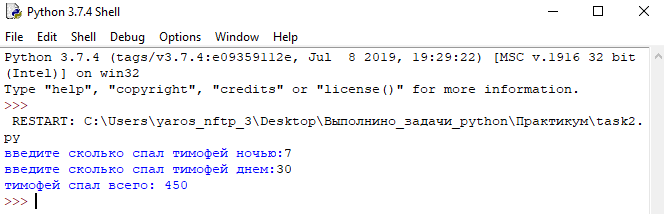 Python 3.7.4 Shell
File Edit Shell Debug Options Window Help
Python 3.7.4 (tags/v3.7.4:e09359112e, Jul  8 2019, 19:29:22) [MSC v.1916 32 bit
(Intel)] on win32
Type "help", "copyright", "credits" or "license()" for more information.
>>>
 RESTART: C:\Users\yaros_nftp_3\Desktop\Выполнино_задачи_python\Практикум\task2.
py
введите сколько спал тимофей ночью:7
введите сколько спал тимофей днем:30
тимофей спал всего: 450
>>>